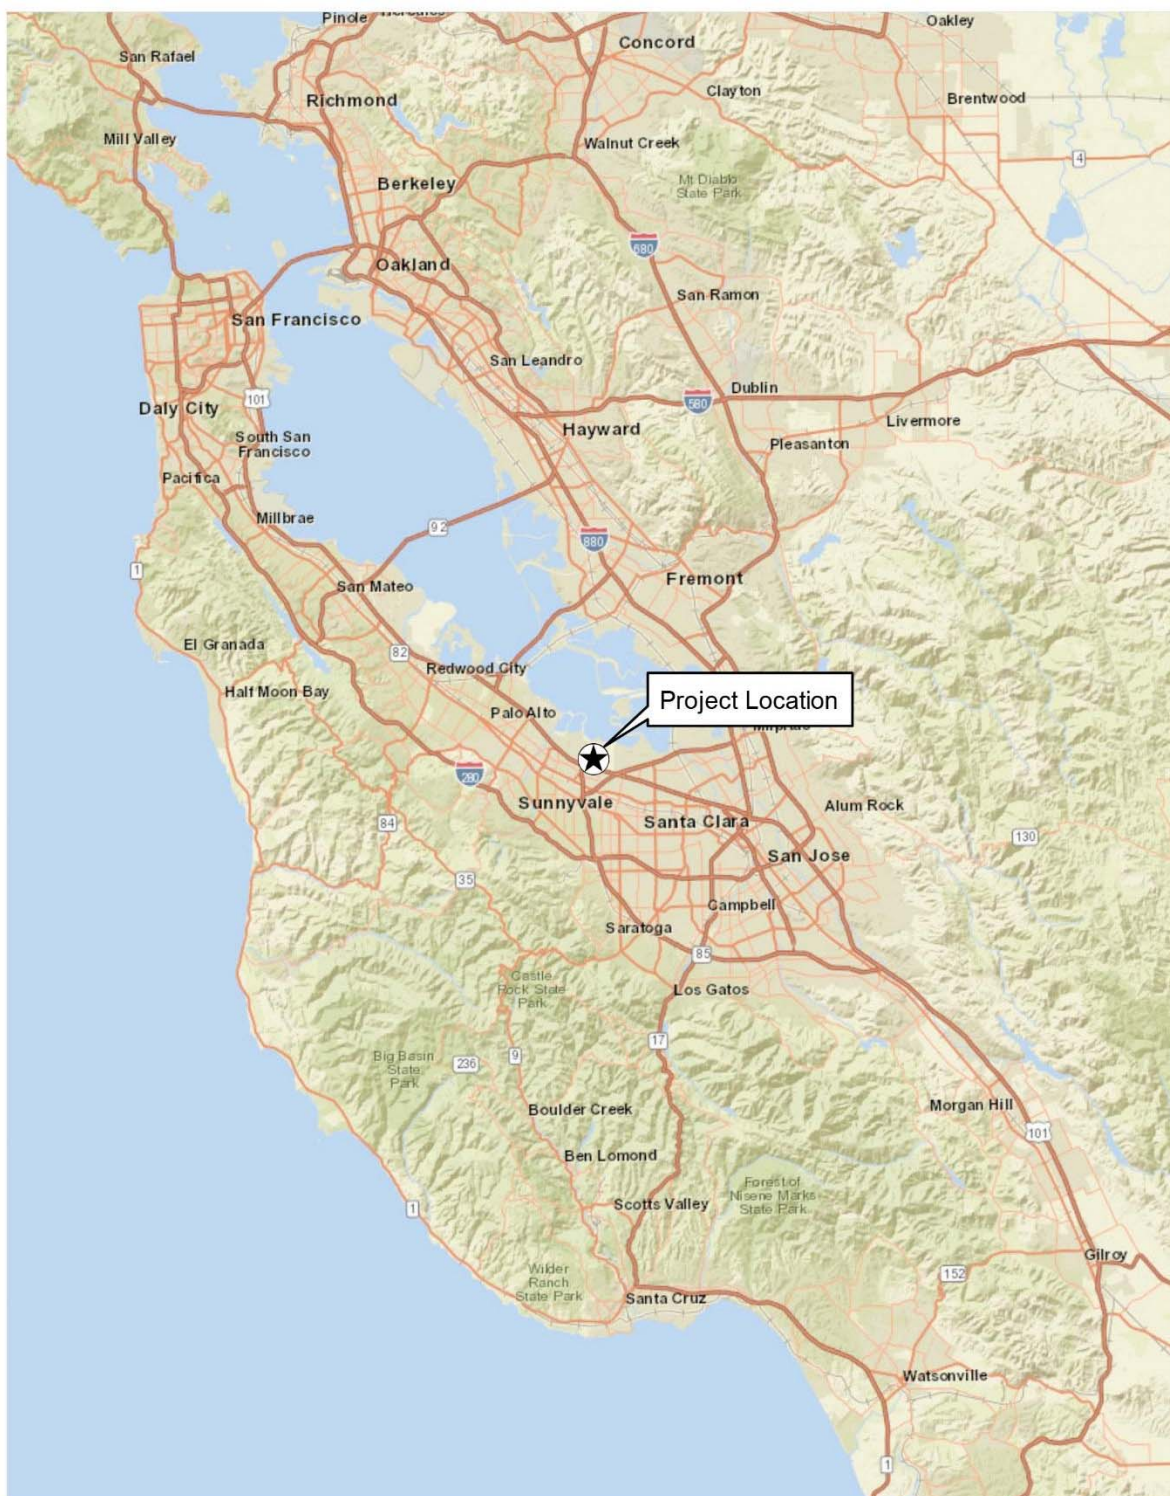 Pinole
Hercules
Oakley
San Rafael
Concord
Clayton
Richmond
Brentwood
Mill Valley
Walnut Creek
4
Berkeley
Mt Diablo
State Park
680
Oakland
San Ramon
San Francisco
San Leandro
Dublin
101
580
Daly City
Livermore
Hayward
South San
Francisco
Pleasanton
Pacifica
Millbrae
92
880
1
Fremont
San Mateo
El Granada
82
Redwood City
Half Moon Bay
Project Location
Palo Alto
280
Sunnyvale
Alum Rock
84
Santa Clara
130
San Jose
35
Campbell
Saratoga
85
Castle
Rock State
Park
Los Gatos
17
Big Basin
State
Park
236
9
Boulder Creek
Morgan Hill
101
Ben Lomond
Forest of
Nisene Marks
State Park
Scotts Valley
1
Gilroy
Wilder
Ranch
State Park
152
Santa Cruz
Watsonville
1